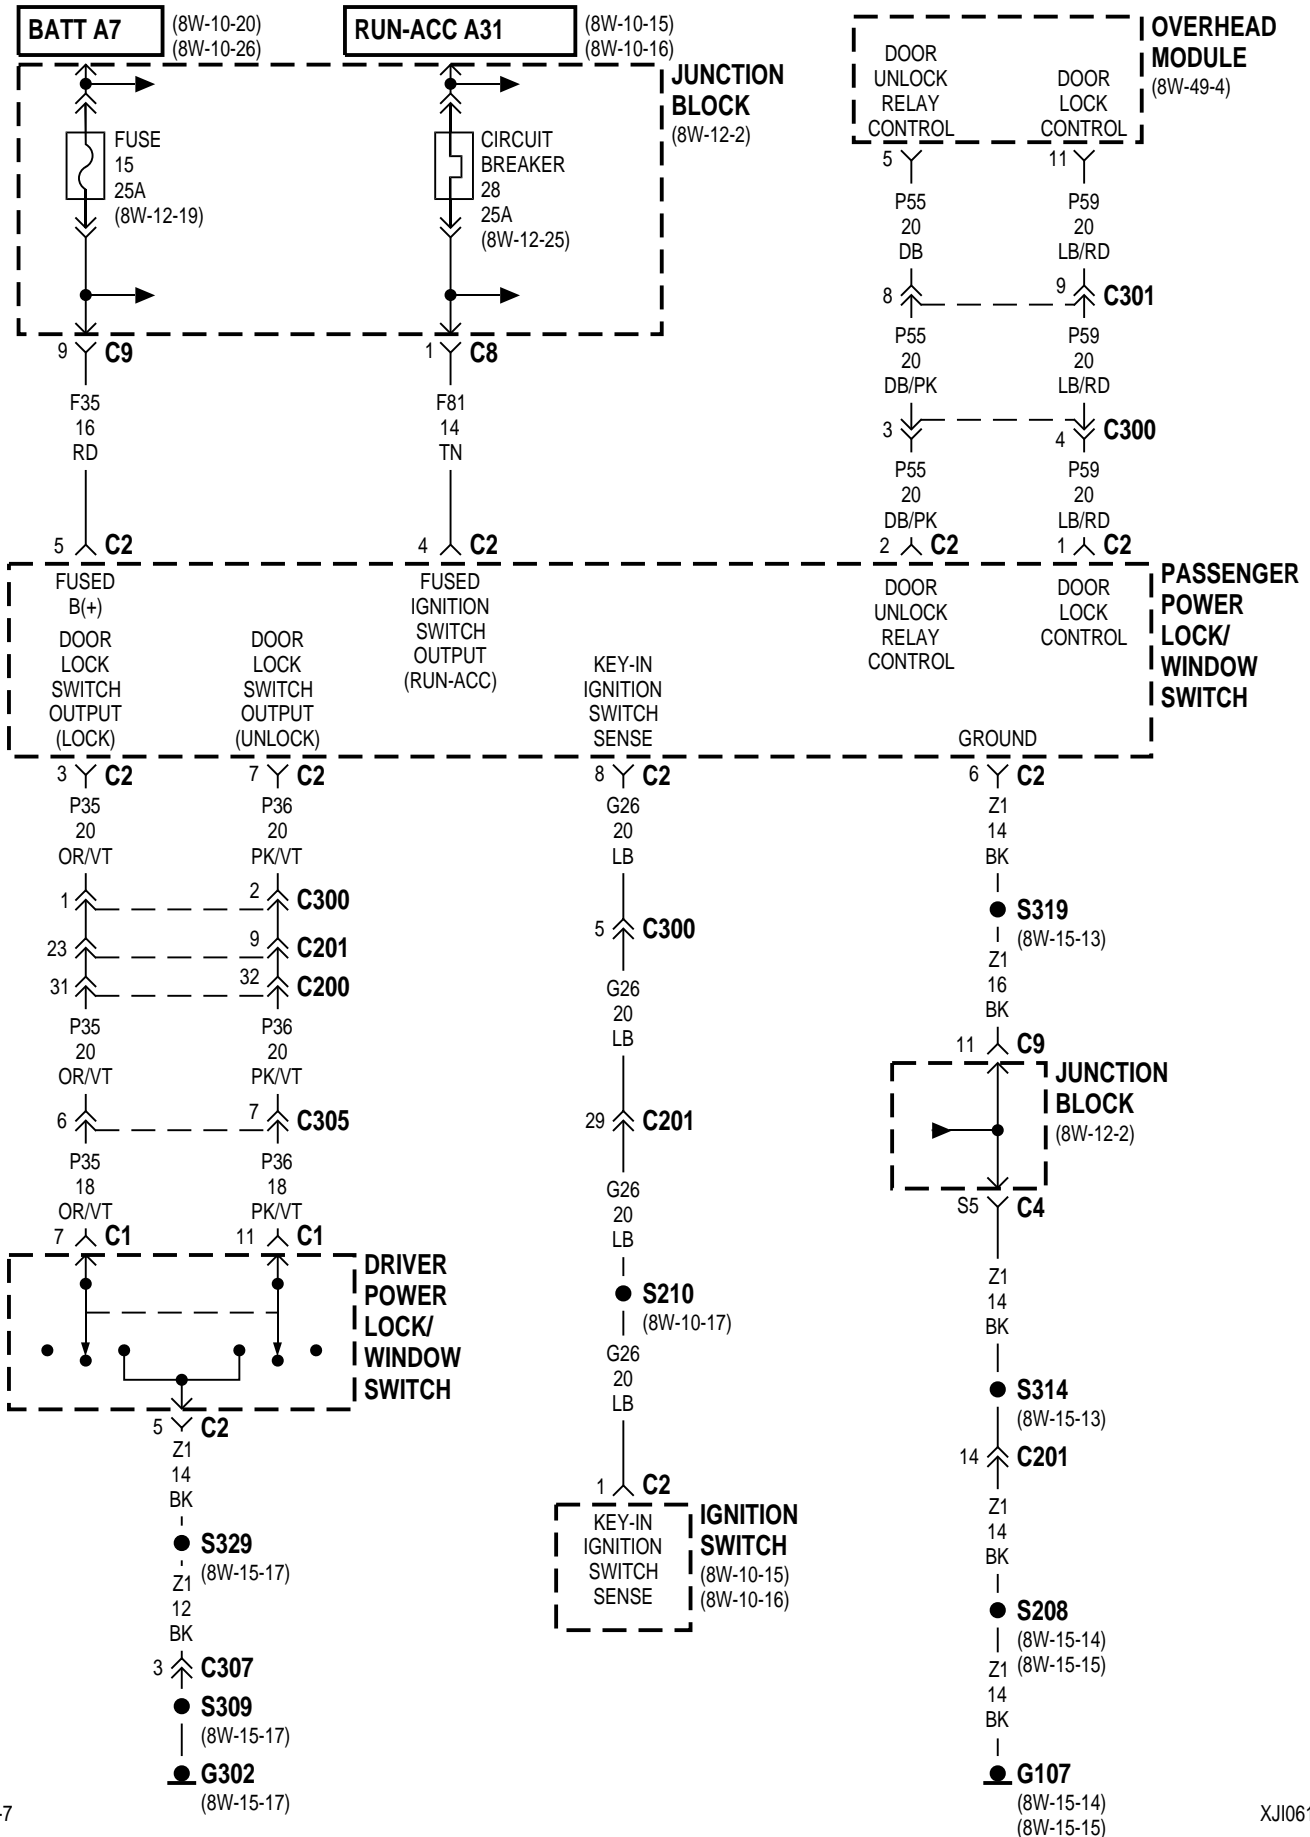 BATT A7
(8W-10-20)
(8W-10-26)
RUN-ACC A31
(8W-10-15)
(8W-10-16)
JUNCTION
BLOCK
(8W-12-2)
FUSE
15
25A
(8W-12-19)
CIRCUIT
BREAKER
28
25A
(8W-12-25)
OVERHEAD
MODULE
(8W-49-4)
DOOR
UNLOCK
RELAY
CONTROL
DOOR
LOCK
CONTROL
5
11
P55
20
DB
P59
20
LB/RD
8
9
C301
P55
20
DB/PK
P59
20
LB/RD
3
4
C300
P55
20
DB/PK
P59
20
LB/RD
2 C2
1 C2
9 C9
F35
16
RD
5 C2
1 C8
F81
14
TN
4 C2
PASSENGER
POWER
LOCK/
WINDOW
SWITCH
FUSED
B(+)
DOOR
LOCK
SWITCH
OUTPUT
(LOCK)
DOOR
LOCK
SWITCH
OUTPUT
(UNLOCK)
FUSED
IGNITION
SWITCH
OUTPUT
(RUN-ACC)
KEY-IN
IGNITION
SWITCH
SENSE
DOOR
UNLOCK
RELAY
CONTROL
DOOR
LOCK
CONTROL
GROUND
3 C2
7 C2
P35
20
OR/VT
P36
20
PK/VT
1
2
C300
23
9
C201
31
32
C200
P35
20
OR/VT
P36
20
PK/VT
6
7
C305
P35
18
OR/VT
P36
18
PK/VT
7 C1
11 C1
DRIVER
POWER
LOCK/
WINDOW
SWITCH
5 C2
Z1
14
BK
S329
(8W-15-17)
Z1
12
BK
3 C307
S309
(8W-15-17)
G302
(8W-15-17)
8 C2
G26
20
LB
5 C300
G26
20
LB
29 C201
G26
20
LB
S210
(8W-10-17)
G26
20
LB
1 C2
KEY-IN
IGNITION
SWITCH
SENSE
IGNITION
SWITCH
(8W-10-15)
(8W-10-16)
6 C2
Z1
14
BK
S319
(8W-15-13)
Z1
16
BK
11 C9
JUNCTION
BLOCK
(8W-12-2)
S5 C4
Z1
14
BK
S314
(8W-15-13)
14 C201
Z1
14
BK
S208
(8W-15-14)
(8W-15-15)
Z1
14
BK
G107
(8W-15-14)
(8W-15-15)
-7
XJI061